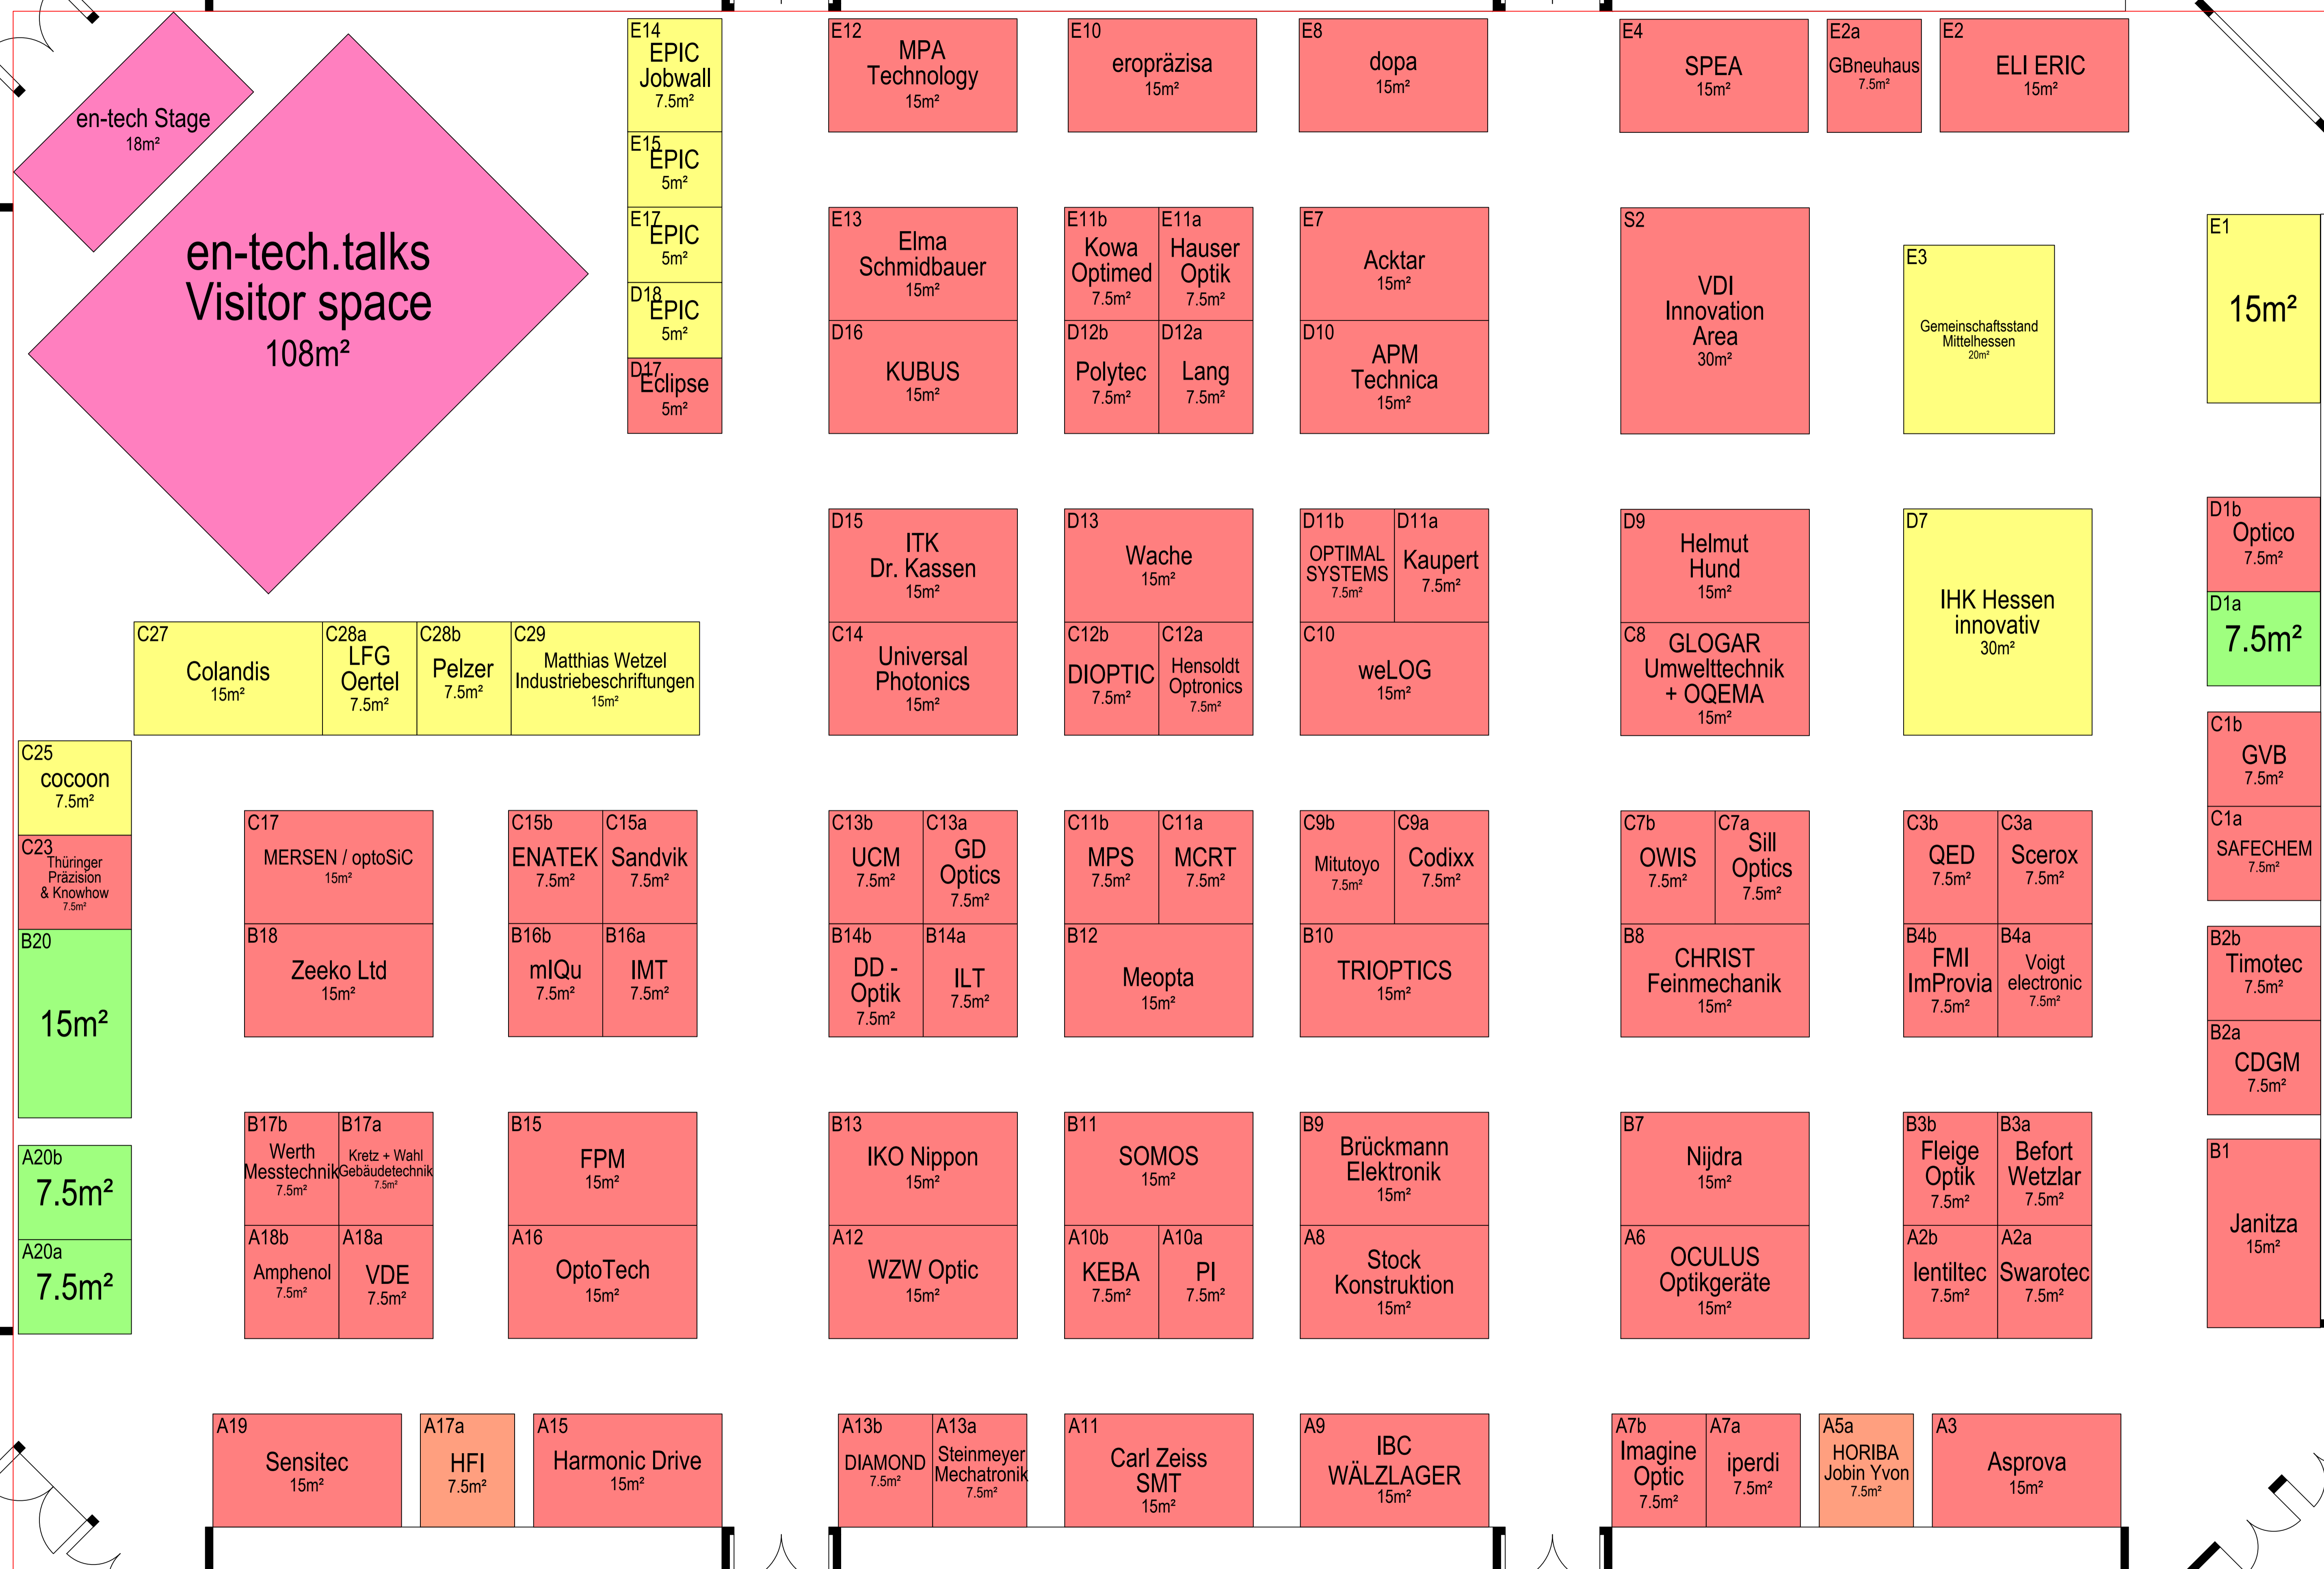 en-tech Stage
18m²
en-tech.talks
Visitor space
108m²
E14
EPIC
Jobwall
7.5m²
E15
EPIC
5m²
E17
EPIC
5m²
D18
EPIC
5m²
D17
Eclipse
5m²
E12
MPA
Technology
15m²
E10
eropräzisa
15m²
E8
dopa
15m²
E4
SPEA
15m²
E2a
GBneuhaus
7.5m²
E2
ELI ERIC
15m²
E13
Elma
Schmidbauer
15m²
E11b
Kowa
Optimed
7.5m²
E11a
Hauser
Optik
7.5m²
E7
Acktar
15m²
S2
VDI
Innovation
Area
30m²
E3
Gemeinschaftsstand
Mittelhessen
20m²
E1
15m²
D16
KUBUS
15m²
D12b
Polytec
7.5m²
D12a
Lang
7.5m²
D10
APM
Technica
15m²
D15
ITK
Dr. Kassen
15m²
D13
Wache
15m²
D11b
OPTIMAL
SYSTEMS
7.5m²
D11a
Kaupert
7.5m²
D9
Helmut
Hund
15m²
D7
IHK Hessen
innovativ
30m²
D1b
Optico
7.5m²
D1a
7.5m²
C27
Colandis
15m²
C28a
LFG
Oertel
7.5m²
C28b
Pelzer
7.5m²
C29
Matthias Wetzel
Industriebeschriftungen
15m²
C14
Universal
Photonics
15m²
C12b
DIOPTIC
7.5m²
C12a
Hensoldt
Optronics
7.5m²
C10
weLOG
15m²
C8
GLOGAR
Umwelttechnik
+ OQEMA
15m²
C1b
GVB
7.5m²
C1a
SAFECHEM
7.5m²
C25
cocoon
7.5m²
C23
Thüringer
Präzision
& Knowhow
7.5m²
B20
15m²
C17
MERSEN / optoSiC
15m²
C15b
ENATEK
7.5m²
C15a
Sandvik
7.5m²
C13b
UCM
7.5m²
C13a
GD
Optics
7.5m²
C11b
MPS
7.5m²
C11a
MCRT
7.5m²
C9b
Mitutoyo
7.5m²
C9a
Codixx
7.5m²
C7b
OWIS
7.5m²
C7a
Sill
Optics
7.5m²
C3b
QED
7.5m²
C3a
Scerox
7.5m²
B18
Zeeko Ltd
15m²
B16b
mIQu
7.5m²
B16a
IMT
7.5m²
B14b
DD -
Optik
7.5m²
B14a
ILT
7.5m²
B12
Meopta
15m²
B10
TRIOPTICS
15m²
B8
CHRIST
Feinmechanik
15m²
B4b
FMI
ImProvia
7.5m²
B4a
Voigt
electronic
7.5m²
B2b
Timotec
7.5m²
B2a
CDGM
7.5m²
A20b
7.5m²
A20a
7.5m²
B17b
Werth
Messtechnik
7.5m²
B17a
Kretz + Wahl
Gebäudetechnik
7.5m²
B15
FPM
15m²
B13
IKO Nippon
15m²
B11
SOMOS
15m²
B9
Brückmann
Elektronik
15m²
B7
Nijdra
15m²
B3b
Fleige
Optik
7.5m²
B3a
Befort
Wetzlar
7.5m²
B1
Janitza
15m²
A18b
Amphenol
7.5m²
A18a
VDE
7.5m²
A16
OptoTech
15m²
A12
WZW Optic
15m²
A10b
KEBA
7.5m²
A10a
PI
7.5m²
A8
Stock
Konstruktion
15m²
A6
OCULUS
Optikgeräte
15m²
A2b
lentiltec
7.5m²
A2a
Swarotec
7.5m²
A19
Sensitec
15m²
A17a
HFI
7.5m²
A15
Harmonic Drive
15m²
A13b
DIAMOND
7.5m²
A13a
Steinmeyer
Mechatronik
7.5m²
A11
Carl Zeiss
SMT
15m²
A9
IBC
WÄLZLAGER
15m²
A7b
Imagine
Optic
7.5m²
A7a
iperdi
7.5m²
A5a
HORIBA
Jobin Yvon
7.5m²
A3
Asprova
15m²